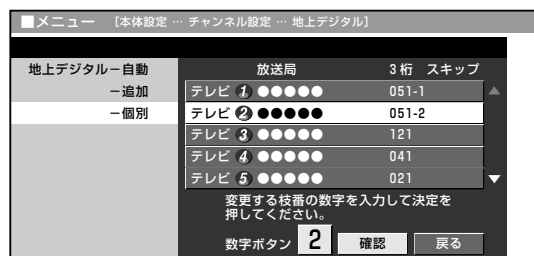 ■メニュー [本体設定 … チャンネル設定 … 地上デジタル]
地上デジタルー自動 放送局 3桁 スキップ
ー追加 テレビ 1 ●●●●● 051-1
ー個別 テレビ 2 ●●●●● 051-2
テレビ 3 ●●●●● 121
テレビ 4 ●●●●● 041
テレビ 5 ●●●●● 021
変更する枝番の数字を入力して決定を
押してください。
数字ボタン 2 確認 戻る